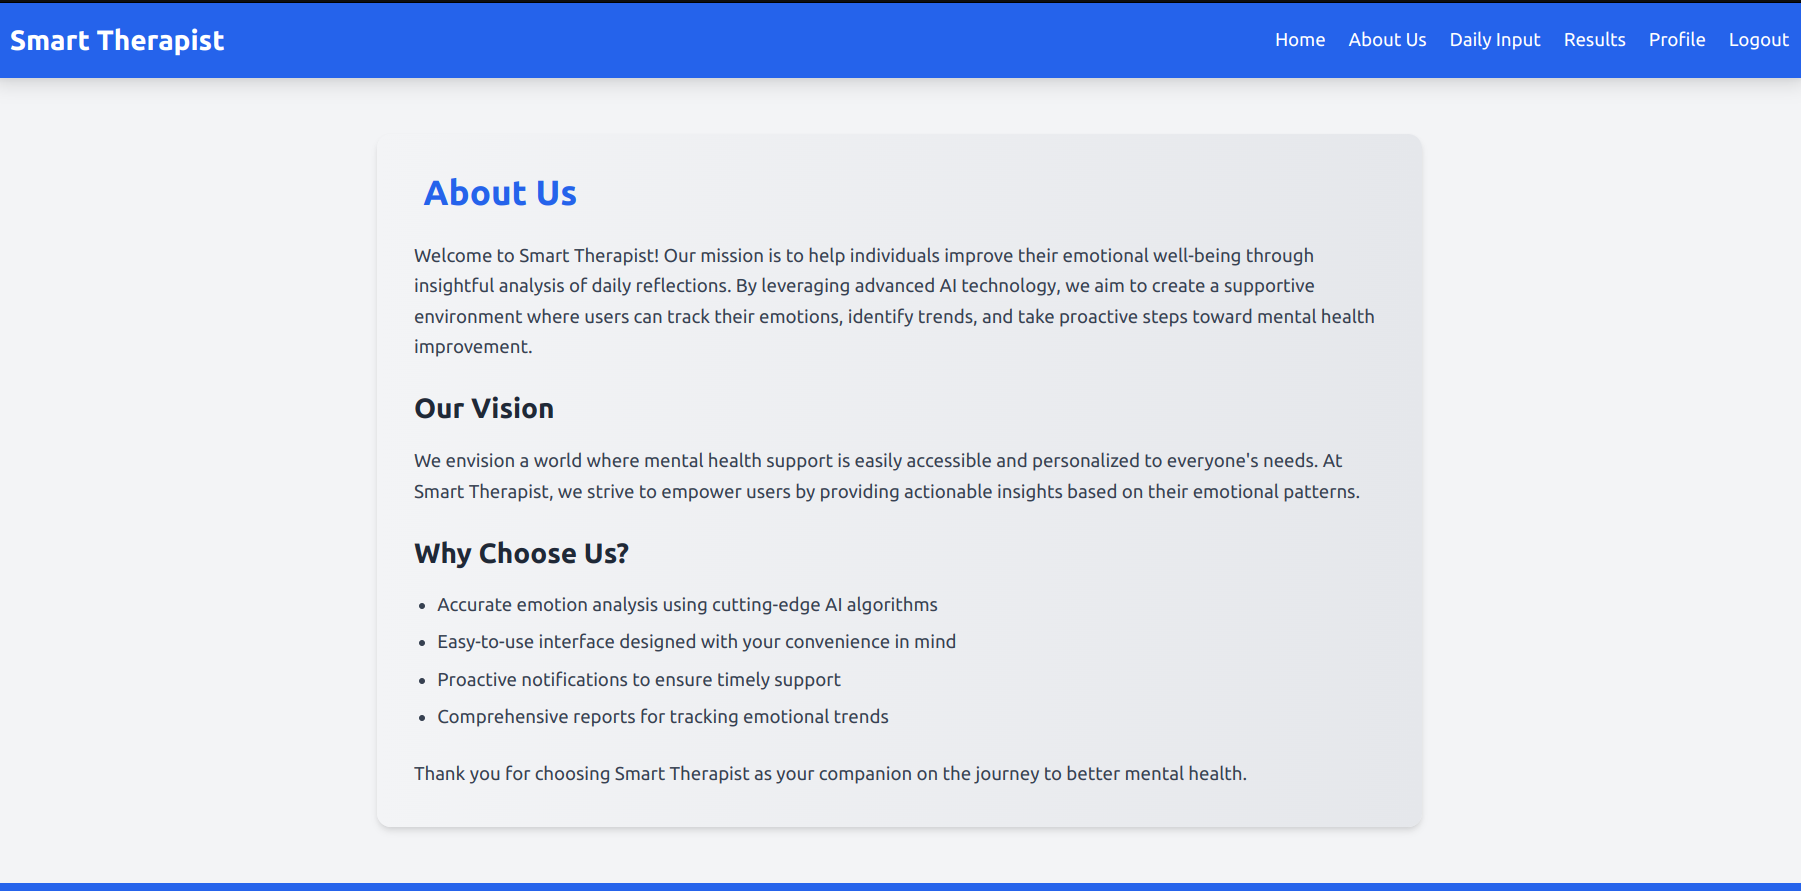 Smart Therapist
Home About Us Daily Input Results Profile Logout
About Us
Welcome to Smart Therapist! Our mission is to help individuals improve their emotional well-being through
insightful analysis of daily reflections. By leveraging advanced AI technology, we aim to create a supportive
environment where users can track their emotions, identify trends, and take proactive steps toward mental health
improvement.
Our Vision
We envision a world where mental health support is easily accessible and personalized to everyone's needs. At
Smart Therapist, we strive to empower users by providing actionable insights based on their emotional patterns.
Why Choose Us?
• Accurate emotion analysis using cutting-edge AI algorithms
• Easy-to-use interface designed with your convenience in mind
• Proactive notifications to ensure timely support
• Comprehensive reports for tracking emotional trends
Thank you for choosing Smart Therapist as your companion on the journey to better mental health.